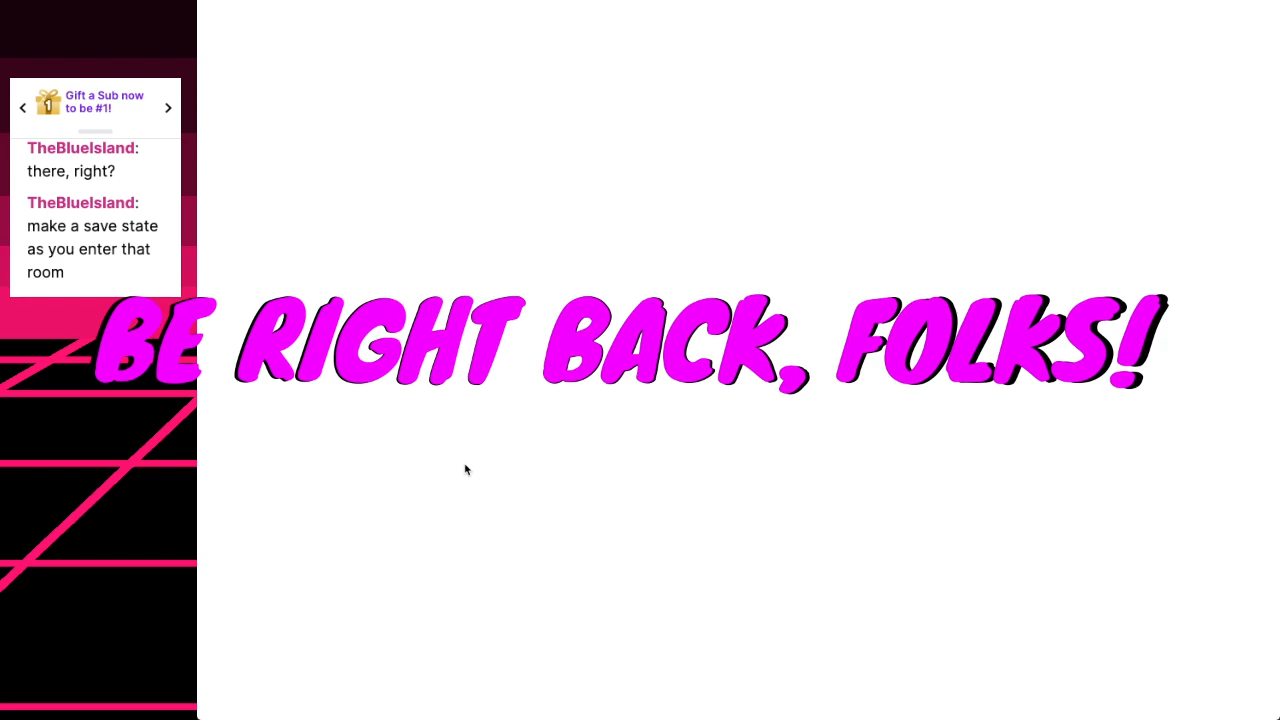 Gift a Sub now
to be #1!
1
TheBlueIsland:
there, right?
TheBlueIsland:
make a save state
as you enter that
room
BE RIGHT BACK, FOLKS!